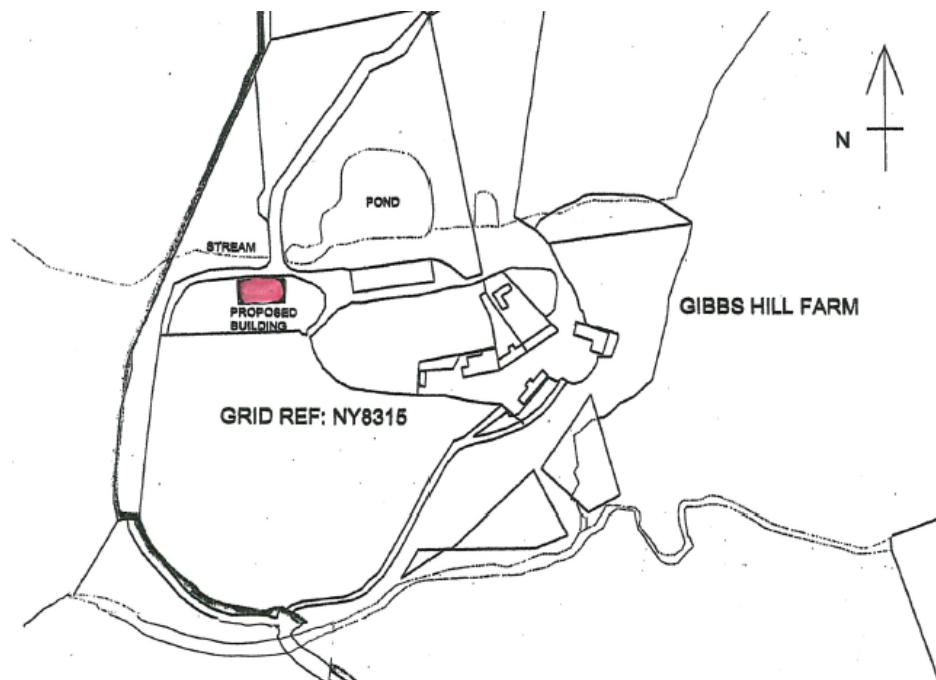 N
POND
STREAM
PROPOSED
BUILDING
GIBBS HILL FARM
GRID REF: NY8315